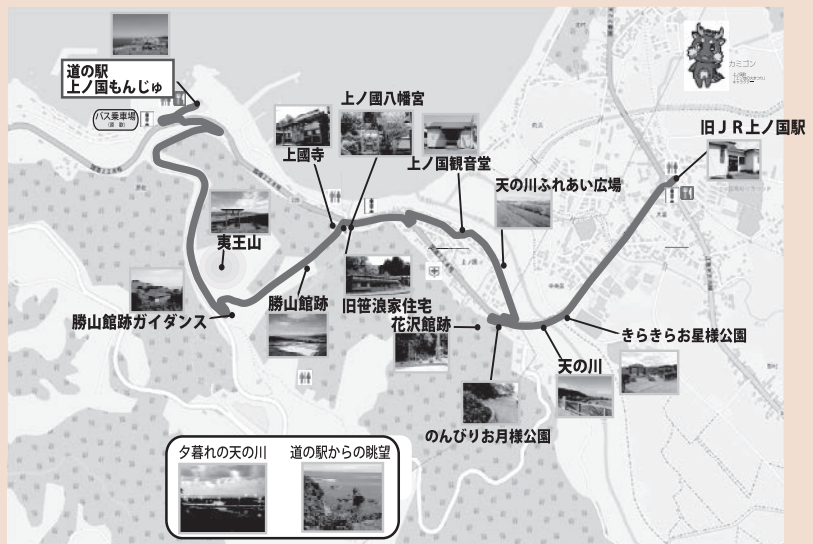 道の駅
上ノ国もんじゅ
バス乗車場
上ノ國八幡宮
カミゴン
旧ＪＲ上ノ国駅
上國寺
上ノ国観音堂
天の川ふれあい広場
夷王山
勝山館跡
旧笹浪家住宅
勝山館跡ガイダンス
花沢館跡
きらきらお星様公園
天の川
のんびりお月様公園
夕暮れの天の川
道の駅からの眺望